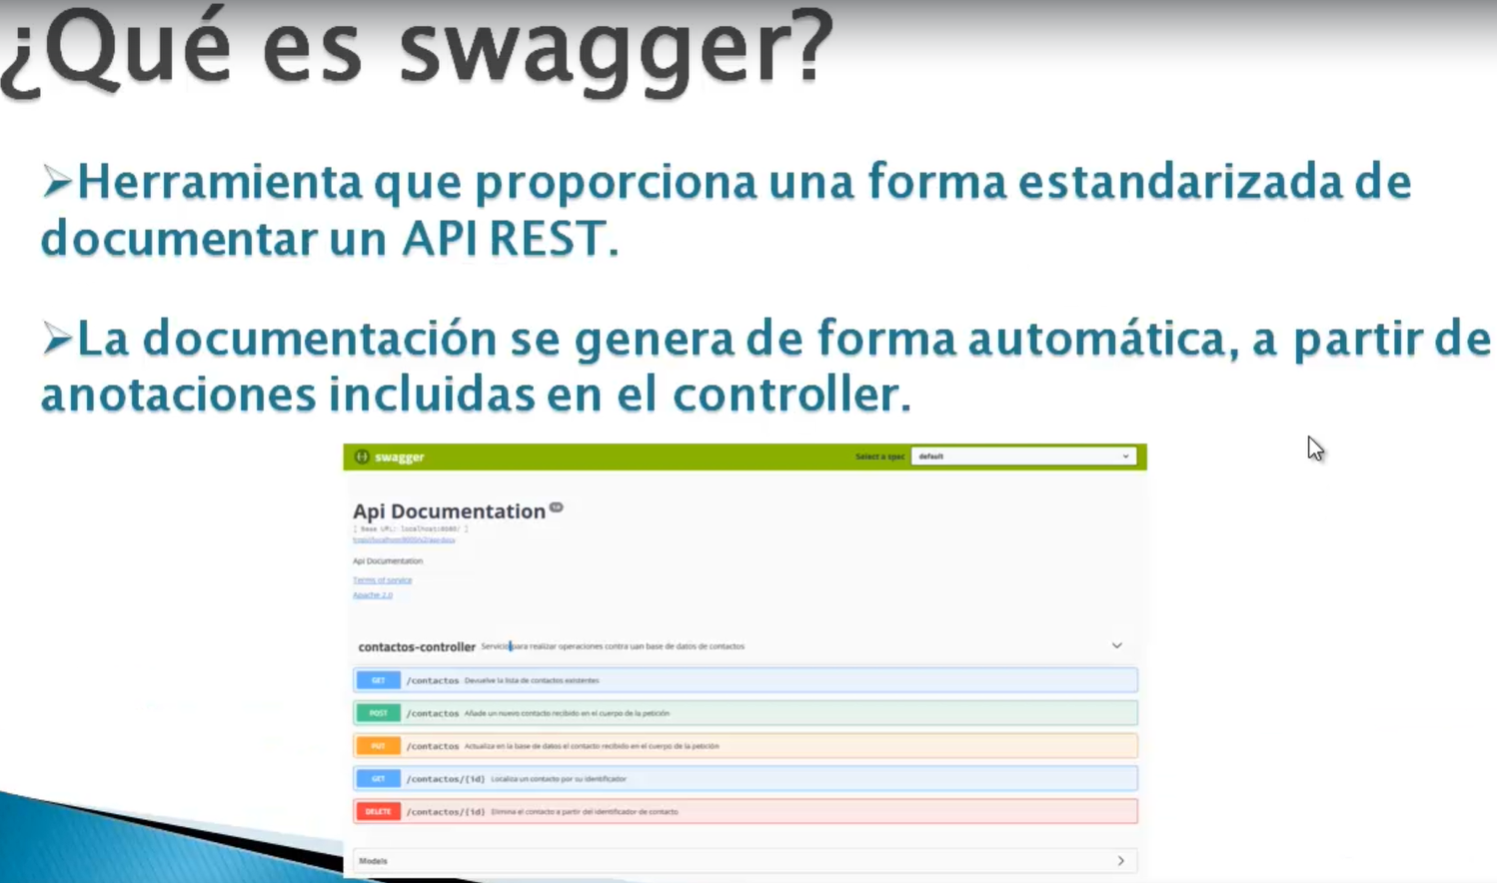 ¿Qué es swagger?
➢Herramienta que proporciona una forma estandarizada de
documentar un API REST.
➢La documentación se genera de forma automática, a partir de
anotaciones incluidas en el controller.
swagger
Select a spec default
Api Documentation
[ Base URL: localhost:8080/ ]
Api Documentation
Terms of service
Apache 2.0
contactos-controller Servicio para realizar operaciones contra uan base de datos de contactos
GET /contactos Devuelve la lista de contactos existentes
POST /contactos Añade un nuevo contacto recibido en el cuerpo de la petición
PUT /contactos Actualiza en la base de datos el contacto recibido en el cuerpo de la petición
GET /contactos/{id} Localiza un contacto por su identificador
DELETE /contactos/{id} Elimina el contacto a partir del identificador de contacto
Models